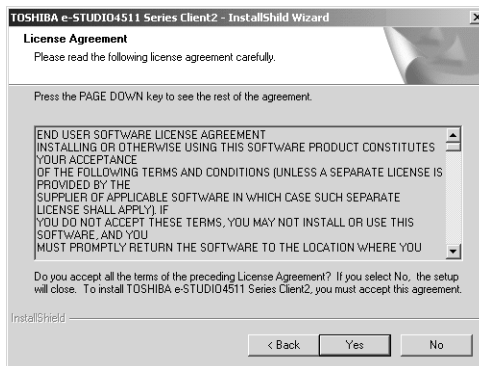 TOSHIBA e-STUDIO4511 Series Client2 - InstallShild Wizard
License Agreement
Please read the following license agreement carefully.
Press the PAGE DOWN key to see the rest of the agreement.
END USER SOFTWARE LICENSE AGREEMENT
INSTALLING OR OTHERWISE USING THIS SOFTWARE PRODUCT CONSTITUTES
YOUR ACCEPTANCE
OF THE FOLLOWING TERMS AND CONDITIONS (UNLESS A SEPARATE LICENSE IS
PROVIDED BY THE
SUPPLIER OF APPLICABLE SOFTWARE IN WHICH CASE SUCH SEPARATE
LICENSE SHALL APPLY). IF
YOU DO NOT ACCEPT THESE TERMS, YOU MAY NOT INSTALL OR USE THIS
SOFTWARE, AND YOU
MUST PROMPTLY RETURN THE SOFTWARE TO THE LOCATION WHERE YOU
Do you accept all the terms of the preceding License Agreement? If you select No, the setup
will close. To install TOSHIBA e-STUDIO4511 Series Client2, you must accept this agreement.
InstallShield
< Back Yes No